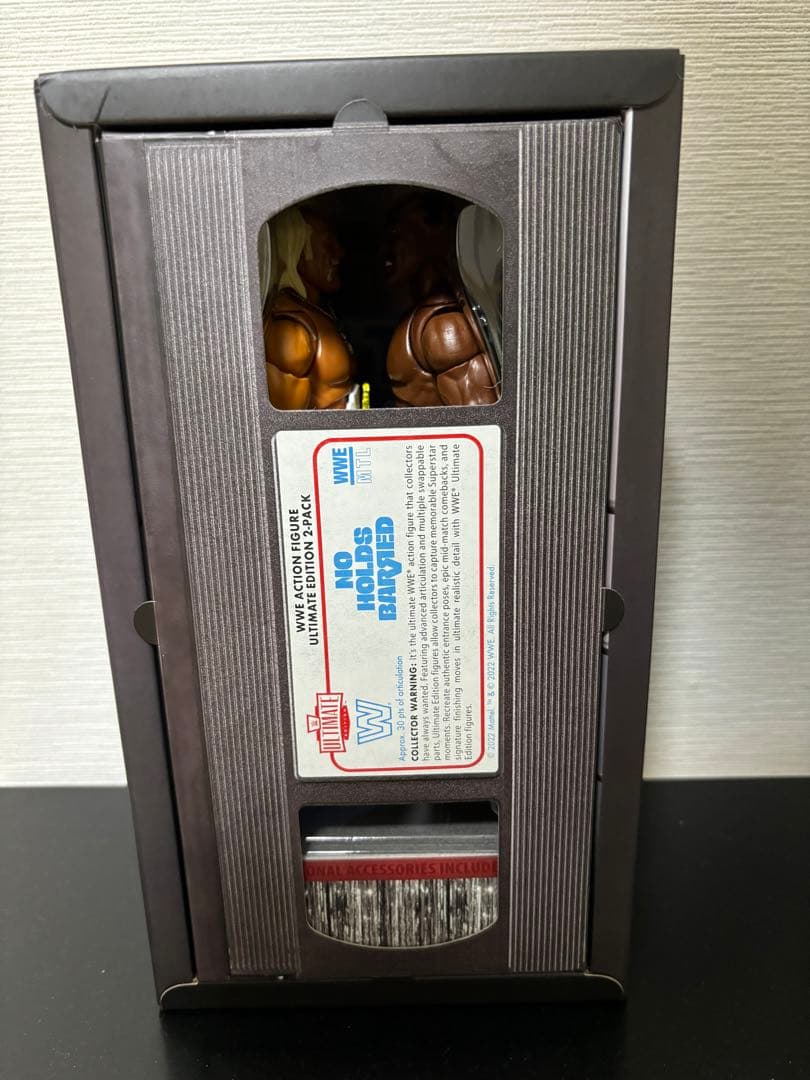 WWE ACTION FIGURE
ULTIMATE EDITION 2-PACK
ULTIMATE
EDITION
W
NO
HOLDS
BARRED
WWE
MTL
Approx. 30 pts of articulation
COLLECTOR WARNING: It's the ultimate WWE® action figure that collectors
have always wanted. Featuring advanced articulation and multiple swappable
parts, Ultimate Edition figures allow collectors to capture memorable Superstar
moments. Recreate authentic entrance poses, epic mid-match comebacks, and
signature finishing moves in ultimate realistic detail with WWE® Ultimate
Edition figures.
©2022 Mattel. ™ & © 2022 WWE. All Rights Reserved.
ONAL ACCESSORIES INCLUDE